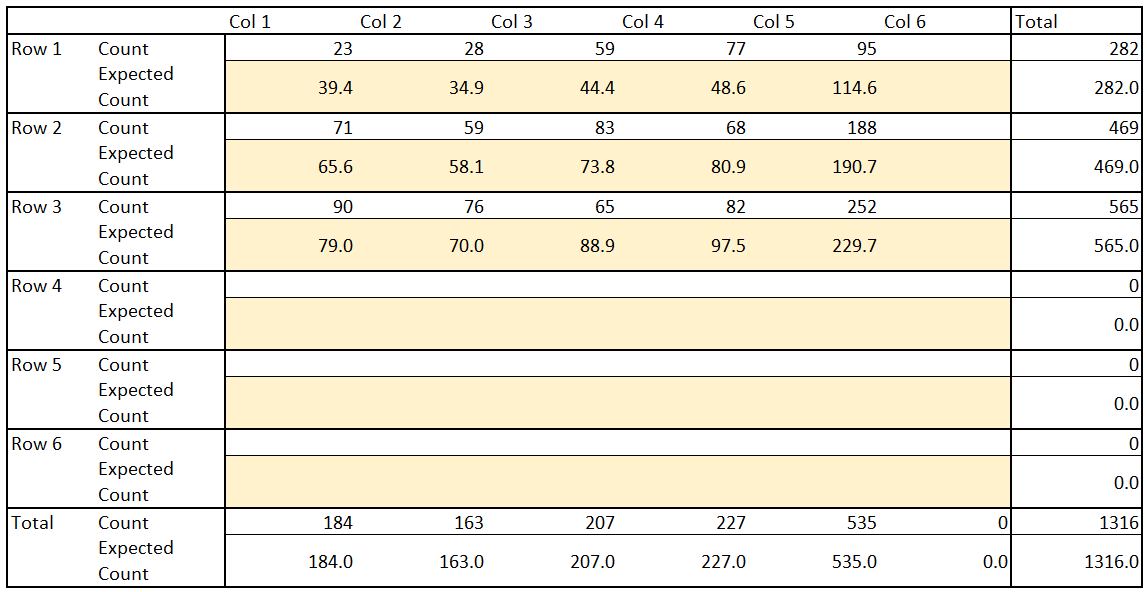 Col 1 Col 2 Col 3 Col 4 Col 5 Col 6 Total
Row 1 Count 23 28 59 77 95 282
Expected Count 39.4 34.9 44.4 48.6 114.6 282.0
Row 2 Count 71 59 83 68 188 469
Expected Count 65.6 58.1 73.8 80.9 190.7 469.0
Row 3 Count 90 76 65 82 252 565
Expected Count 79.0 70.0 88.9 97.5 229.7 565.0
Row 4 Count 0
Expected Count 0.0
Row 5 Count 0
Expected Count 0.0
Row 6 Count 0
Expected Count 0.0
Total Count 184 163 207 227 535 0 1316
Expected Count 184.0 163.0 207.0 227.0 535.0 0.0 1316.0